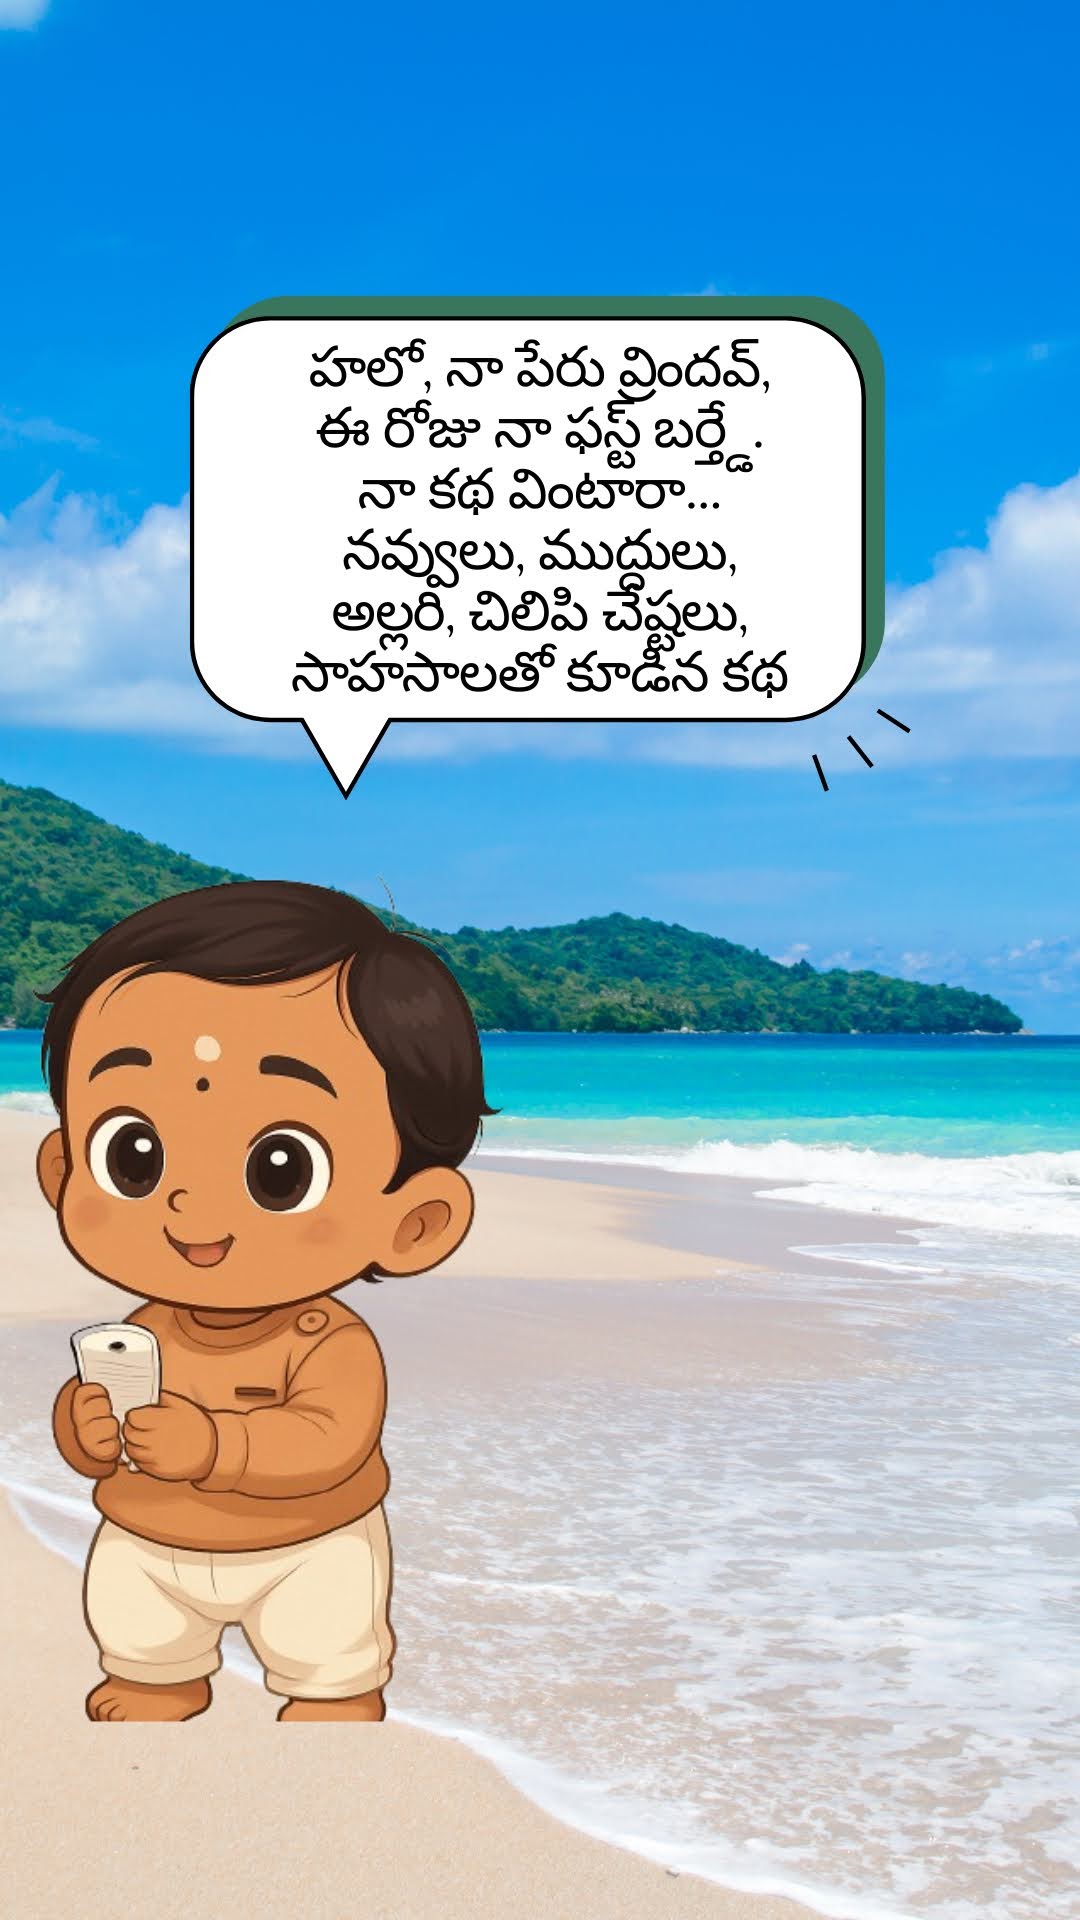 హలో, నా పేరు వ్రిందవ్,
ఈ రోజు నా ఫస్ట్ బర్త్డే.
నా కథ వింటారా...
నవ్వులు, ముద్దులు,
అల్లరి, చిలిపి చేష్టలు,
సాహసాలతో కూడిన కథ